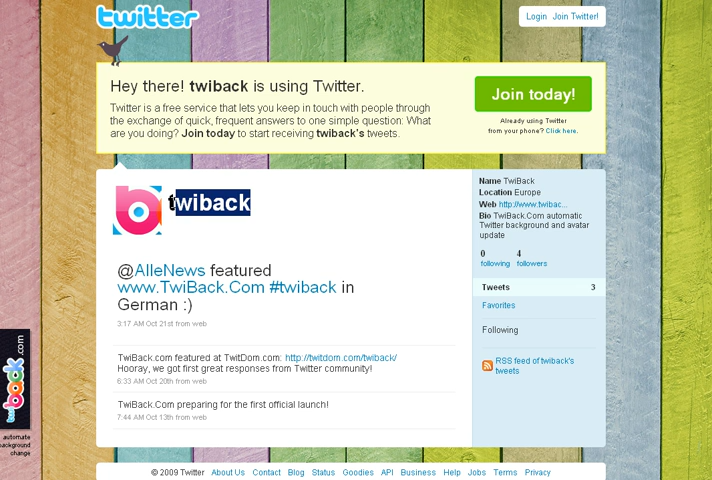 twitter
Login Join Twitter!
Hey there! twiback is using Twitter.
Twitter is a free service that lets you keep in touch with people through
the exchange of quick, frequent answers to one simple question: What
are you doing? Join today to start receiving twiback's tweets.
Join today!
Already using Twitter
from your phone? Click here.
twiback
@AlleNews featured
www.TwiBack.Com #twiback in
German :)
3:17 AM Oct 21st from web
TwiBack.com featured at TwitDom.com: http://twitdom.com/twiback/
Hooray, we got first great responses from Twitter community!
6:33 AM Oct 20th from web
TwiBack.Com preparing for the first official launch!
7:44 AM Oct 13th from web
Name TwiBack
Location Europe
Web http://www.twibac...
Bio TwiBack.Com automatic
Twitter background and avatar
update
0 4
following followers
Tweets 3
Favorites
Following
RSS feed of twiback's
tweets
twiback.com
automate
background
change
© 2009 Twitter About Us Contact Blog Status Goodies API Business Help Jobs Terms Privacy